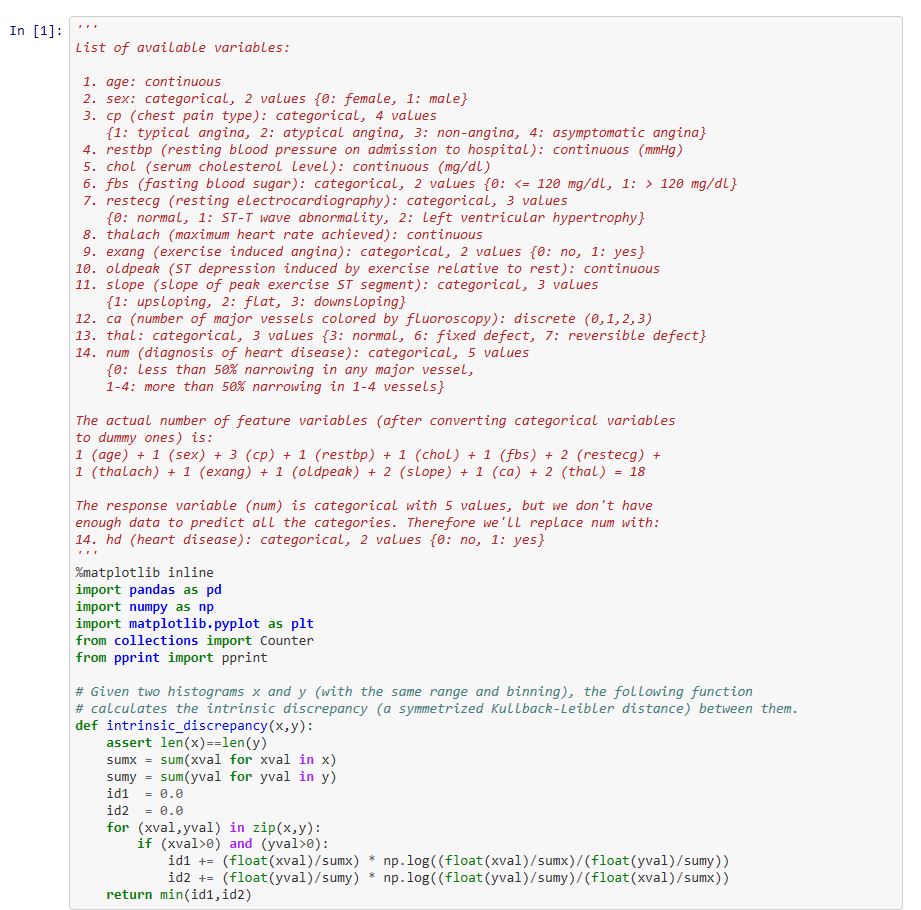 In [1]:
'''
List of available variables:

 1. age: continuous
 2. sex: categorical, 2 values {0: female, 1: male}
 3. cp (chest pain type): categorical, 4 values
    {1: typical angina, 2: atypical angina, 3: non-angina, 4: asymptomatic angina}
 4. restbp (resting blood pressure on admission to hospital): continuous (mmHg)
 5. chol (serum cholesterol level): continuous (mg/dl)
 6. fbs (fasting blood sugar): categorical, 2 values {0: <= 120 mg/dl, 1: > 120 mg/dl}
 7. restecg (resting electrocardiography): categorical, 3 values
    {0: normal, 1: ST-T wave abnormality, 2: left ventricular hypertrophy}
 8. thalach (maximum heart rate achieved): continuous
 9. exang (exercise induced angina): categorical, 2 values {0: no, 1: yes}
10. oldpeak (ST depression induced by exercise relative to rest): continuous
11. slope (slope of peak exercise ST segment): categorical, 3 values
    {1: upsloping, 2: flat, 3: downsloping}
12. ca (number of major vessels colored by fluoroscopy): discrete (0,1,2,3)
13. thal: categorical, 3 values {3: normal, 6: fixed defect, 7: reversible defect}
14. num (diagnosis of heart disease): categorical, 5 values
    {0: less than 50% narrowing in any major vessel,
    1-4: more than 50% narrowing in 1-4 vessels}

The actual number of feature variables (after converting categorical variables
to dummy ones) is:
1 (age) + 1 (sex) + 3 (cp) + 1 (restbp) + 1 (chol) + 1 (fbs) + 2 (restecg) +
1 (thalach) + 1 (exang) + 1 (oldpeak) + 2 (slope) + 1 (ca) + 2 (thal) = 18

The response variable (num) is categorical with 5 values, but we don't have
enough data to predict all the categories. Therefore we'll replace num with:
14. hd (heart disease): categorical, 2 values {0: no, 1: yes}
'''
%matplotlib inline
import pandas as pd
import numpy as np
import matplotlib.pyplot as plt
from collections import Counter
from pprint import pprint

# Given two histograms x and y (with the same range and binning), the following function
# calculates the intrinsic discrepancy (a symmetrized Kullback-Leibler distance) between them.
def intrinsic_discrepancy(x,y):
    assert len(x)==len(y)
    sumx = sum(xval for xval in x)
    sumy = sum(yval for yval in y)
    id1  = 0.0
    id2  = 0.0
    for (xval,yval) in zip(x,y):
        if (xval>0) and (yval>0):
            id1 += (float(xval)/sumx) * np.log((float(xval)/sumx)/(float(yval)/sumy))
            id2 += (float(yval)/sumy) * np.log((float(yval)/sumy)/(float(xval)/sumx))
    return min(id1,id2)